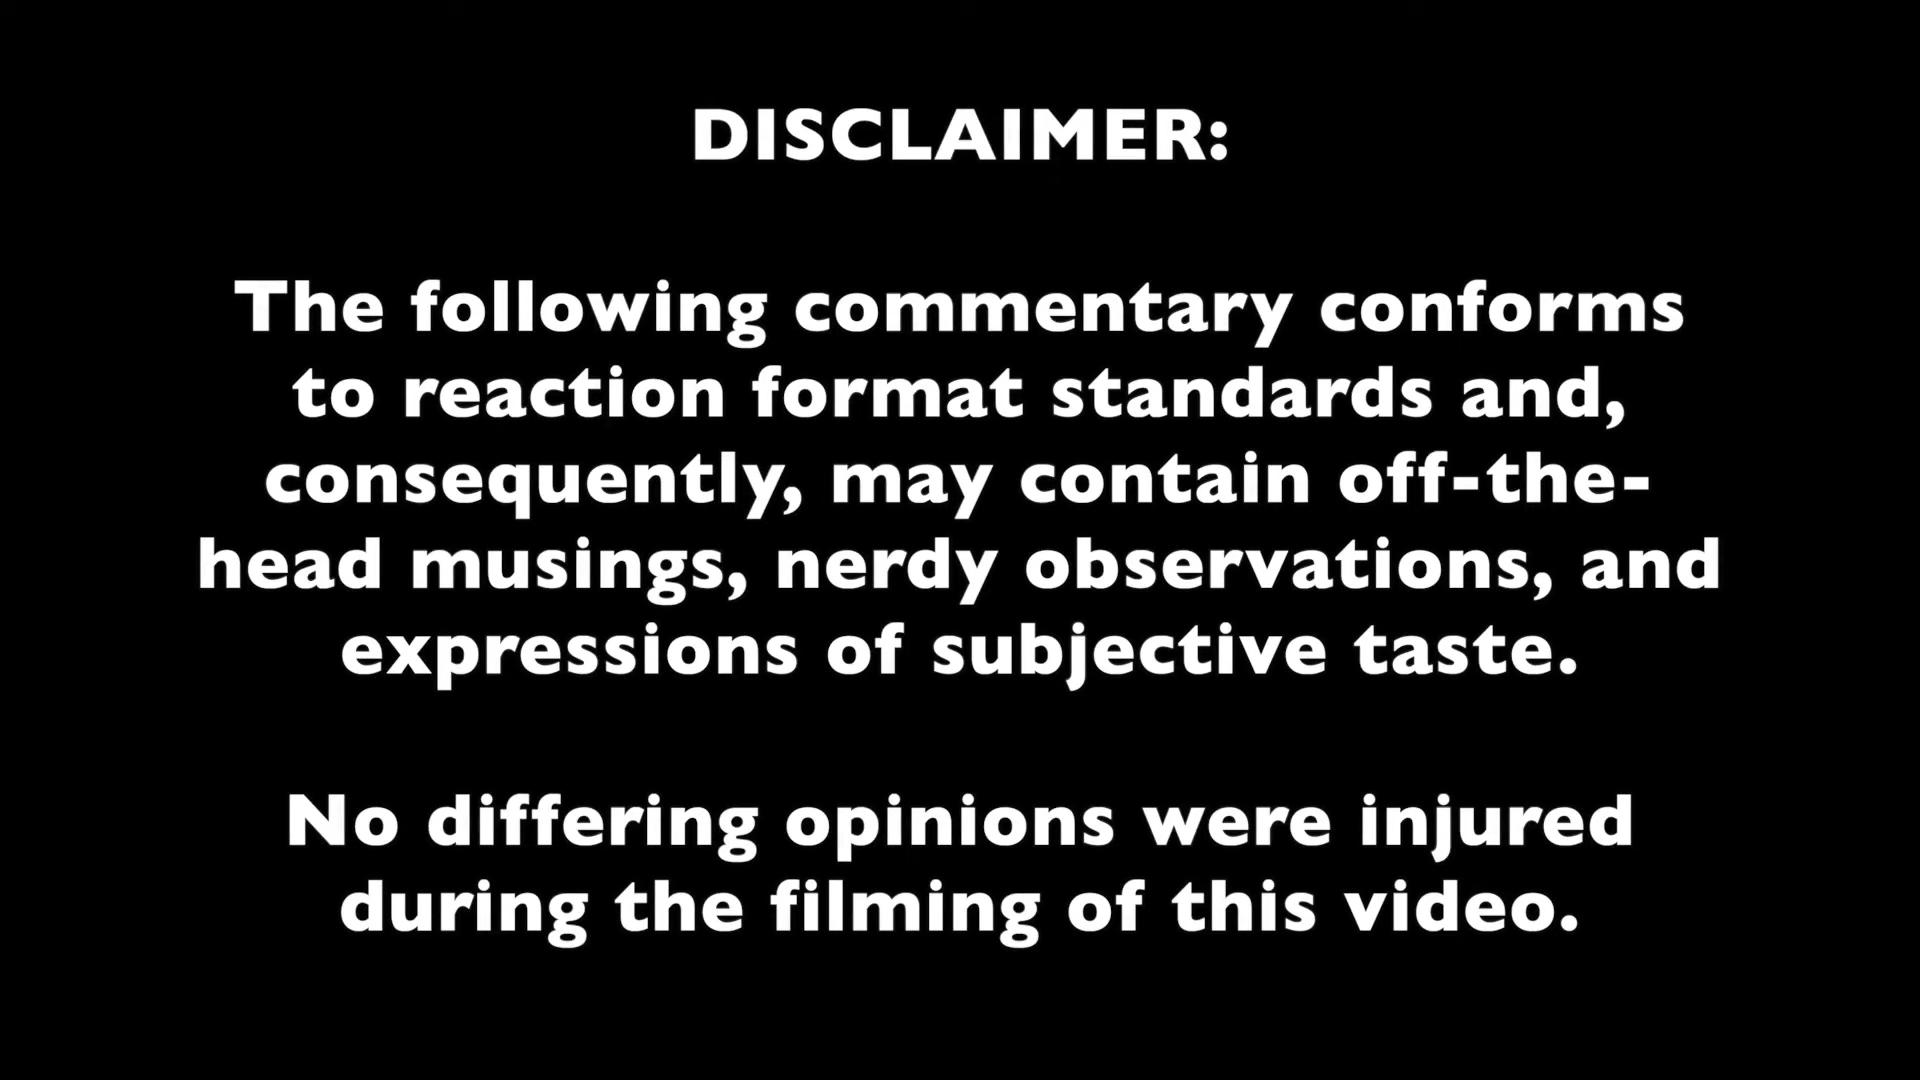 DISCLAIMER:
The following commentary conforms
to reaction format standards and,
consequently, may contain off-the-
head musings, nerdy observations, and
expressions of subjective taste.
No differing opinions were injured
during the filming of this video.